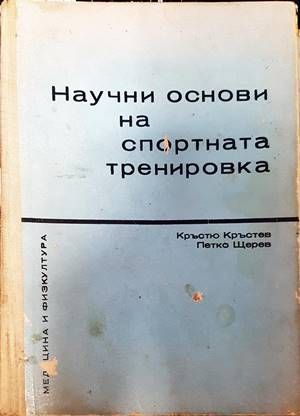 Научни основи
на
спортната
тренировка
Кръстю Кръстев
Петко Щерев
МЕДИЦИНА И ФИЗКУЛТУРА